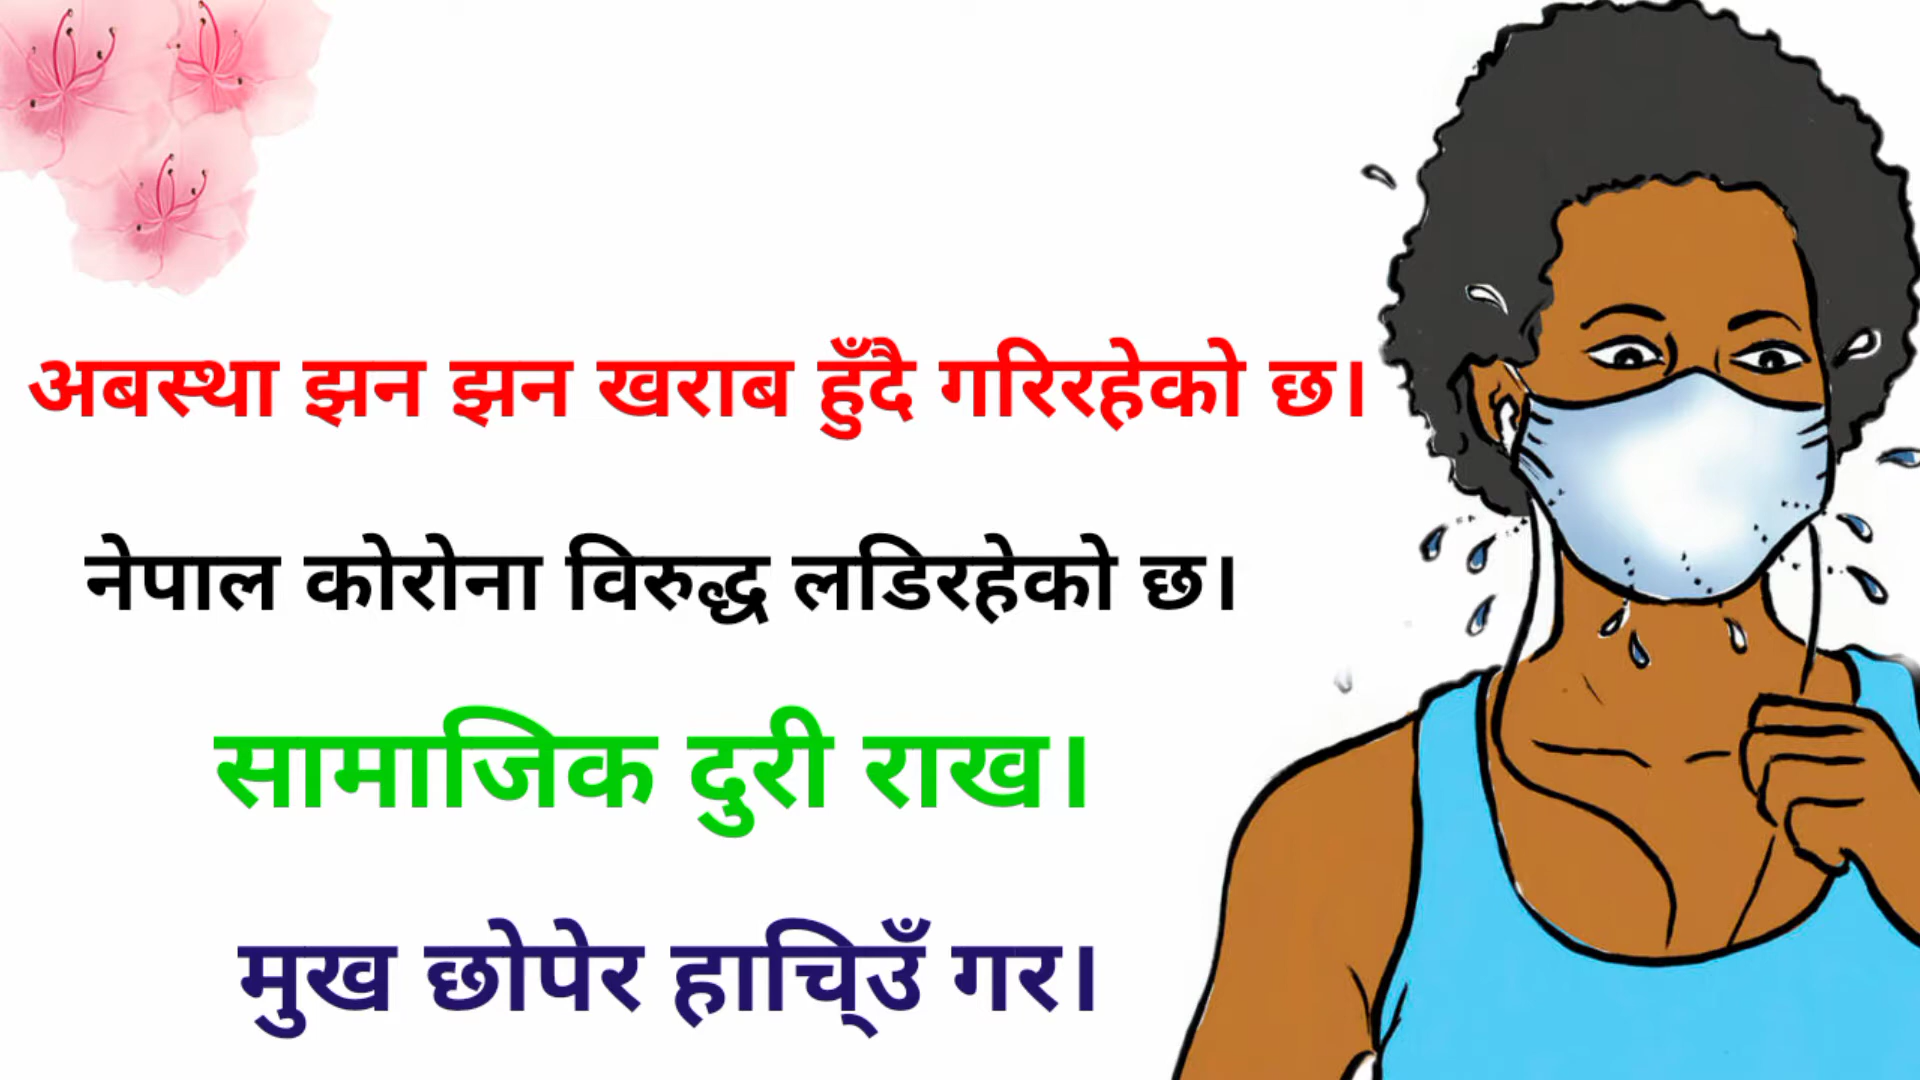 अबस्था झन झन खराब हुँदै गरिरहेको छ।
नेपाल कोरोना विरुद्ध लडिरहेको छ।
सामाजिक दुरी राख।
मुख छोपेर हाच्िउँ गर।